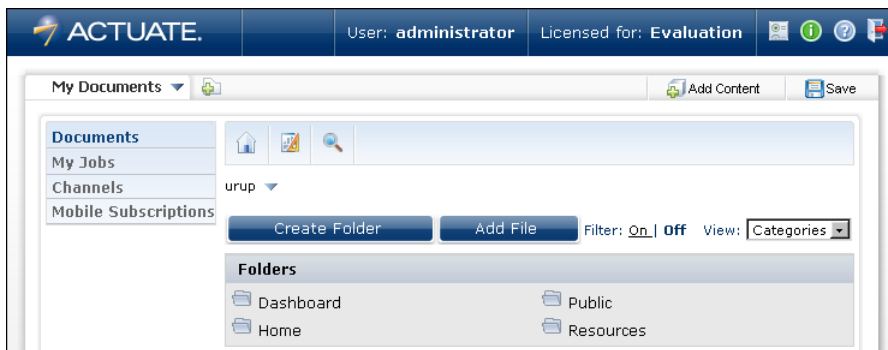 ACTUATE. User: administrator Licensed for: Evaluation
My Documents Add Content Save
Documents
My Jobs
Channels
Mobile Subscriptions
urup
Create Folder Add File Filter: On | Off View: Categories
Folders
Dashboard Public
Home Resources